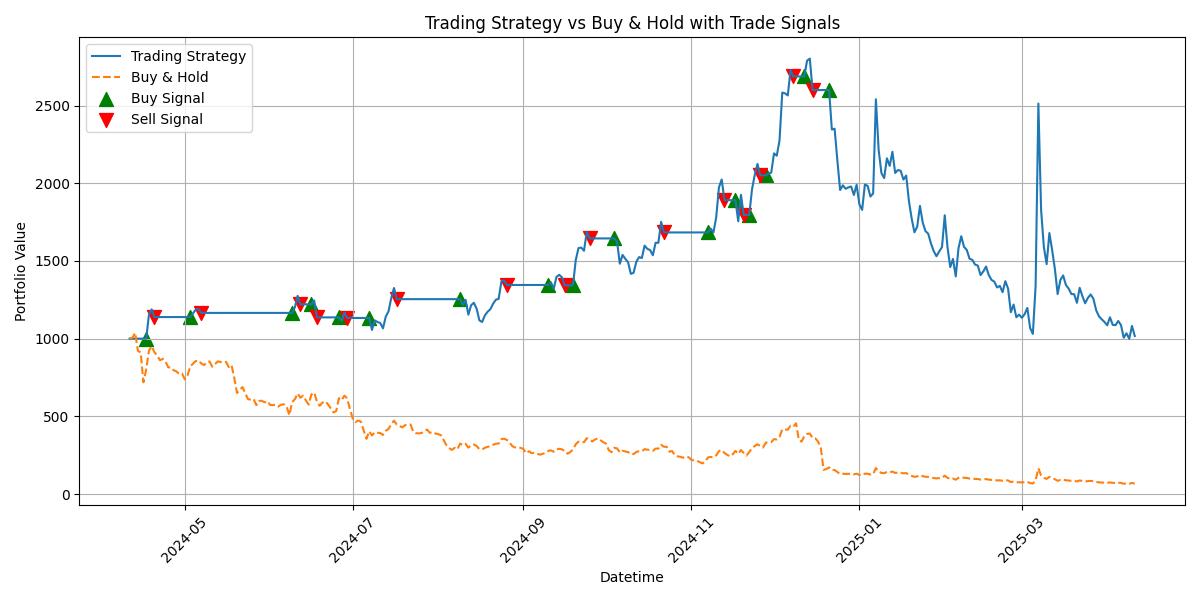 Trading Strategy vs Buy & Hold with Trade Signals
Trading Strategy
Buy & Hold
Buy Signal
Sell Signal
Portfolio Value
2500
2000
1500
1000
500
0
2024-05
2024-07
2024-09
2024-11
2025-01
2025-03
Datetime